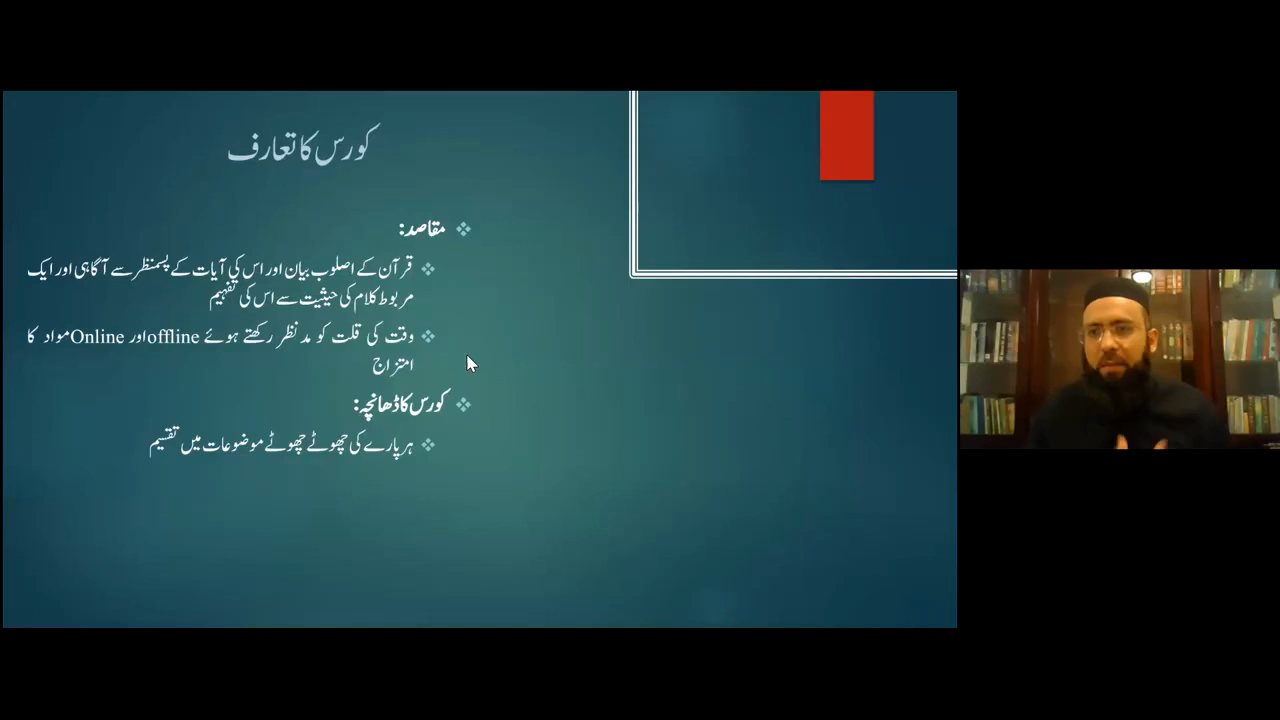 کورس کا تعارف
مقاصد:
قرآن کے اصلوب بیان اور اس کی آیات کے پسمنظر سے آگاہی اور ایک
مربوط کلام کی حیثیت سے اس کی تفہیم
وقت کی قلت کو مد نظر رکھتے ہوئے offline اور Online مواد کا
امتزاج
کورس کا ڈھانچہ:
ہر پارے کی چھوٹے چھوٹے موضوعات میں تقسیم